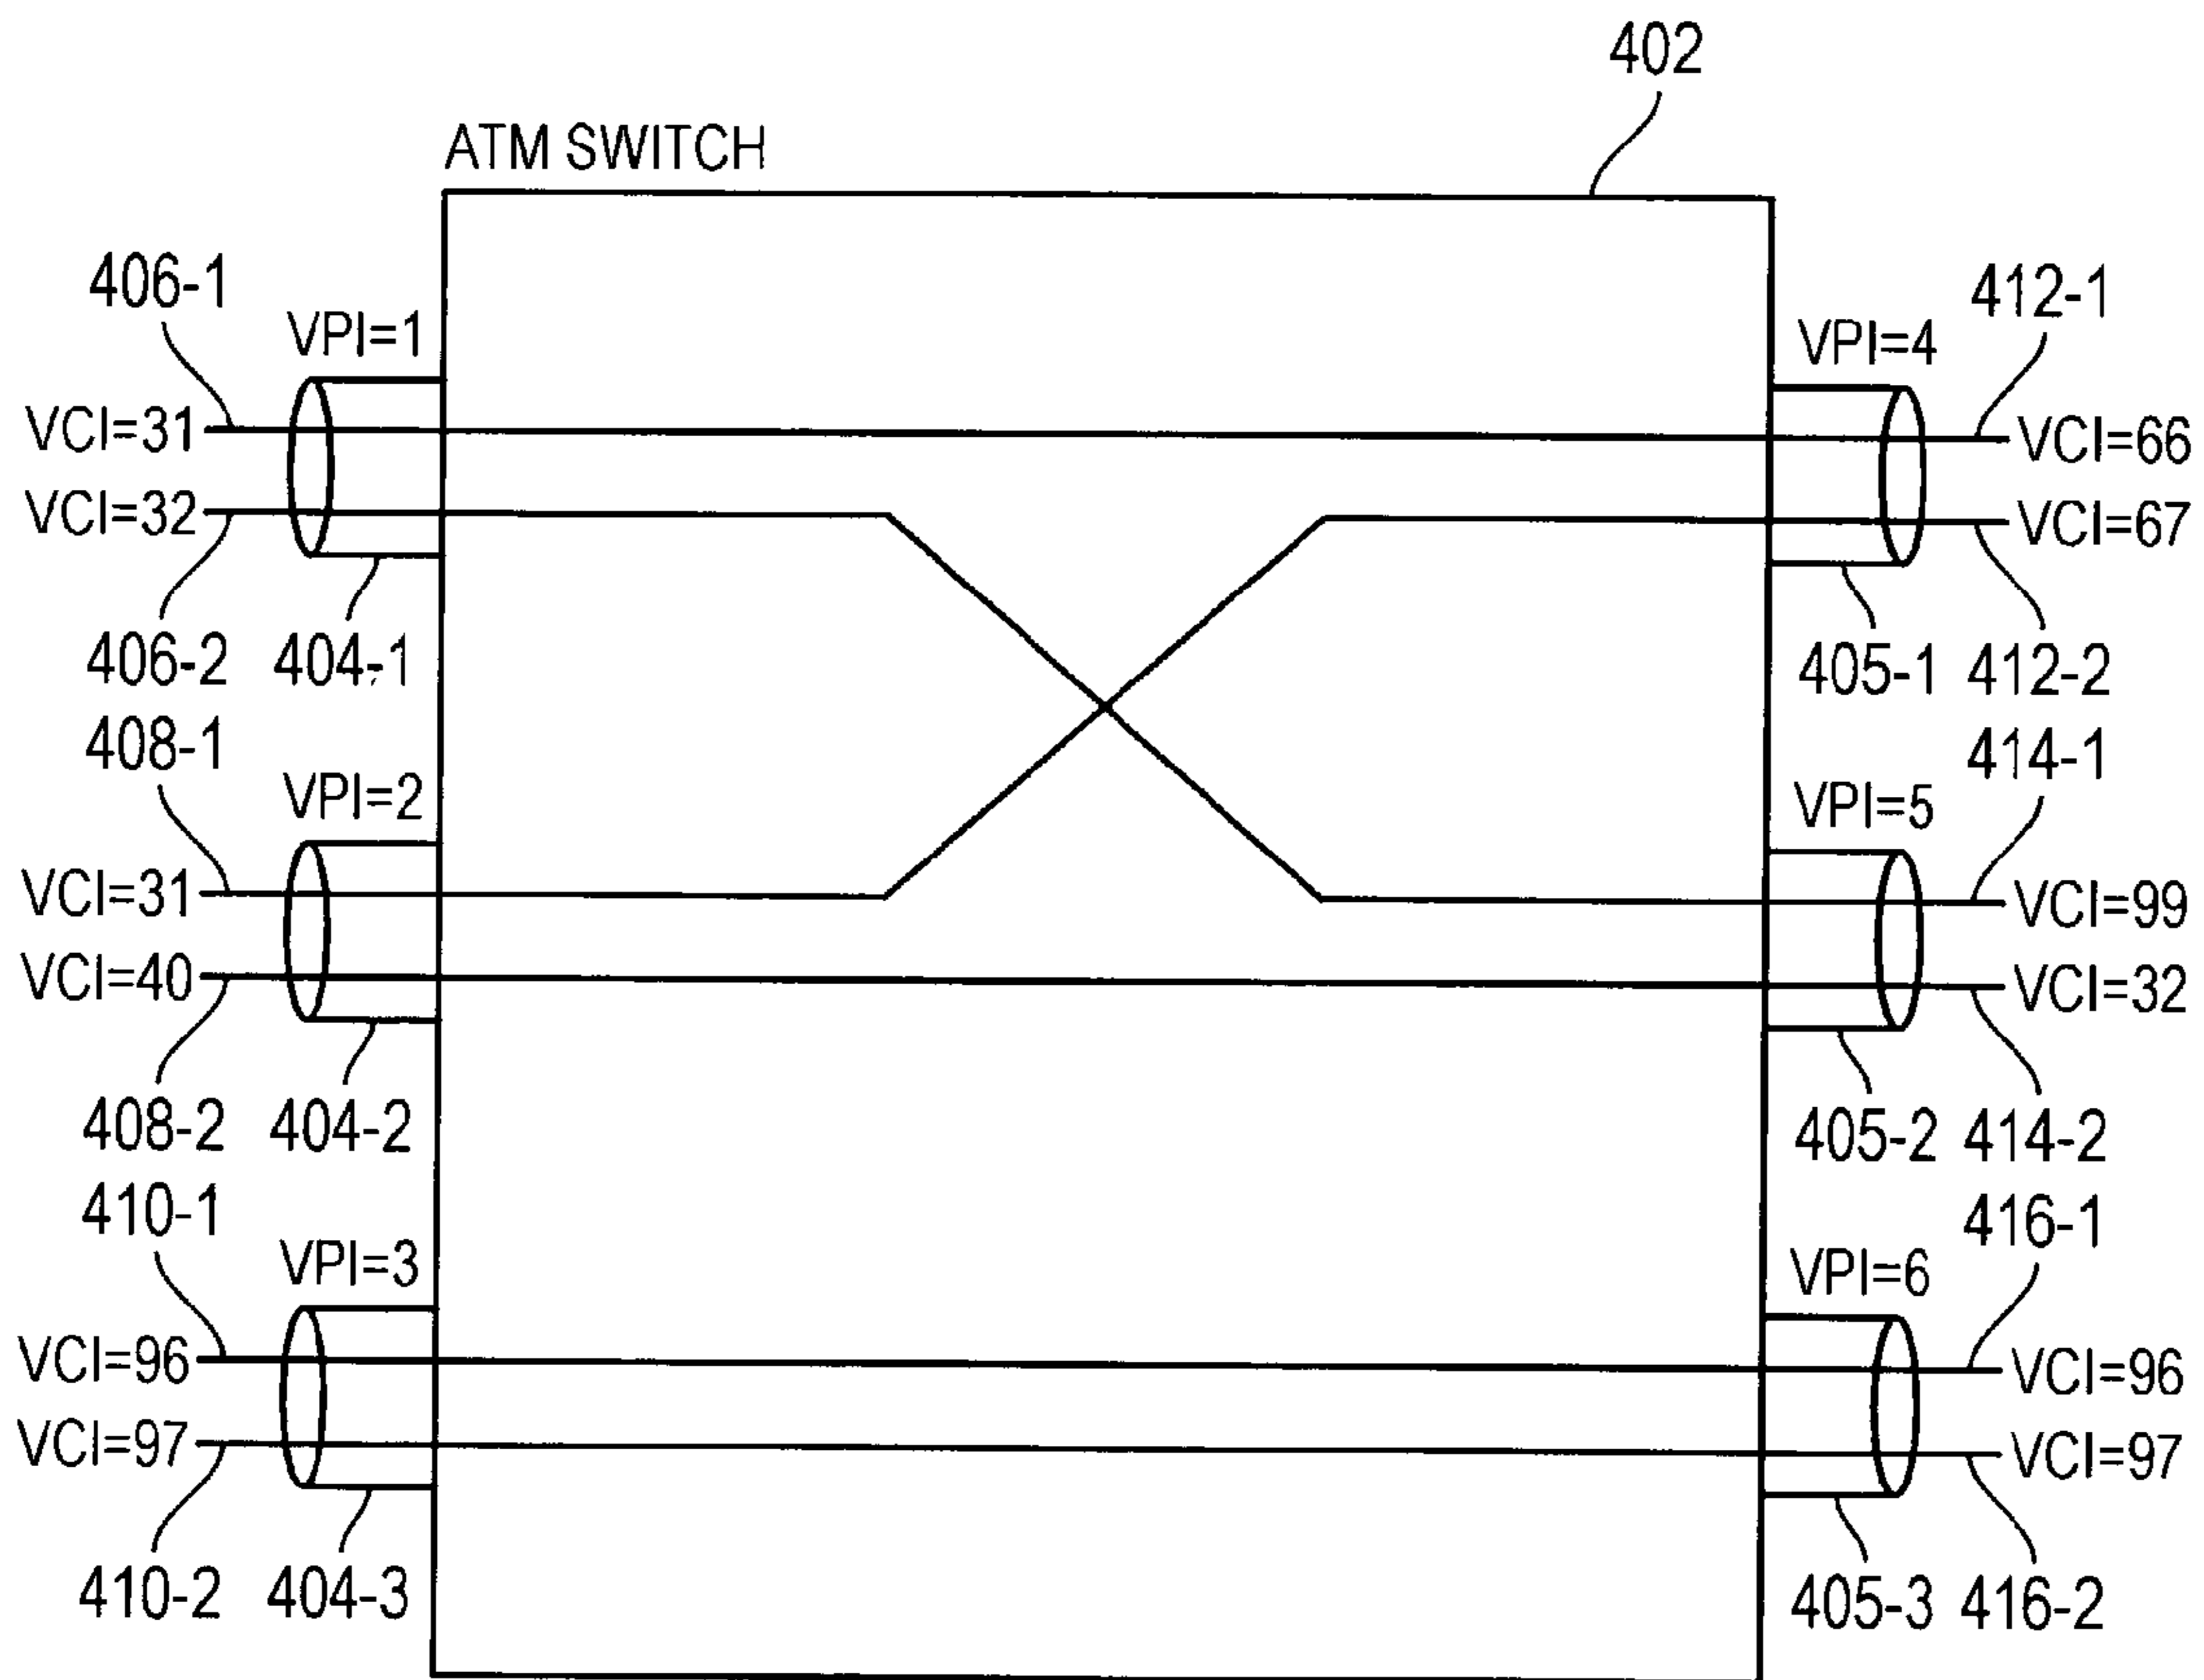 402
ATM SWITCH
406-1
412-1
VPI=1
VPI=4
VCI=31
VCI=66
VCI=32
VCI=67
406-2
404-1
405-1
412-2
408-1
414-1
VPI=2
VPI=5
VCI=31
VCI=99
VCI=40
VCI=32
408-2
404-2
405-2
414-2
410-1
416-1
VPI=3
VPI=6
VCI=96
VCI=96
VCI=97
VCI=97
410-2
404-3
405-3
416-2